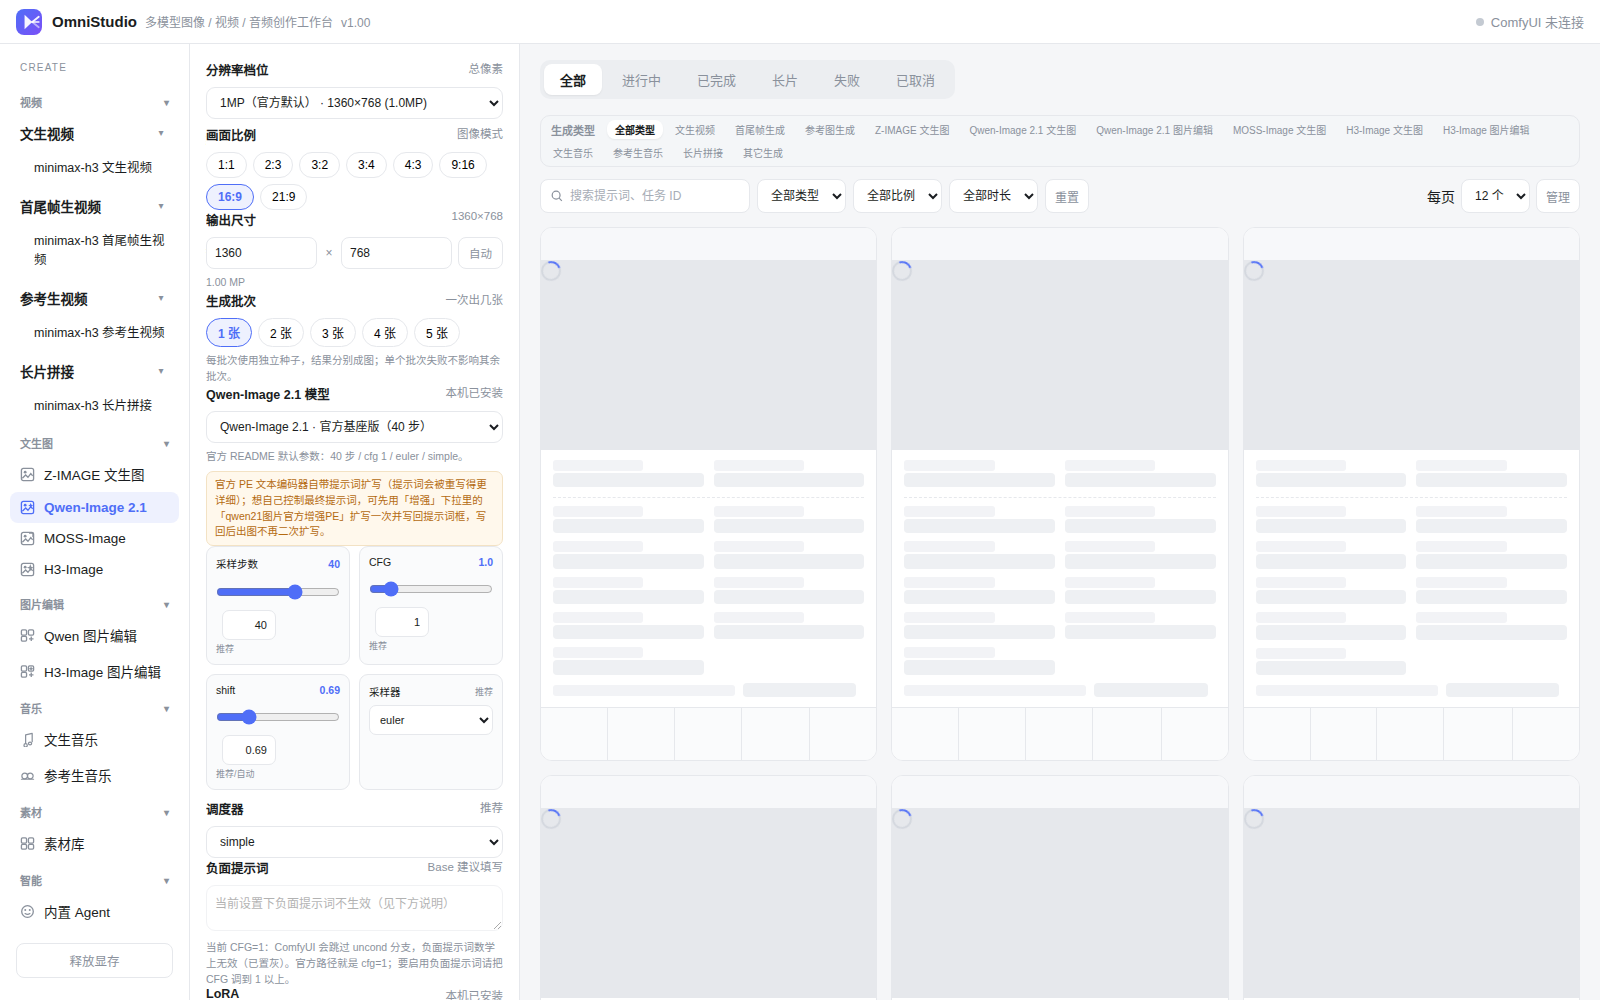 OmniStudio 多模型图像 / 视频 / 音频创作工作台 v1.00
ComfyUI 未连接
CREATE
视频
文生视频
minimax-h3 文生视频
首尾帧生视频
minimax-h3 首尾帧生视
频
参考生视频
minimax-h3 参考生视频
长片拼接
minimax-h3 长片拼接
文生图
Z-IMAGE 文生图
Qwen-Image 2.1
MOSS-Image
H3-Image
图片编辑
Qwen 图片编辑
H3-Image 图片编辑
音乐
文生音乐
参考生音乐
素材
素材库
智能
内置 Agent
释放显存
分辨率档位 总像素
1MP（官方默认） · 1360×768 (1.0MP)
画面比例 图像模式
1:1 2:3 3:2 3:4 4:3 9:16
16:9 21:9
输出尺寸 1360×768
1360 × 768 自动
1.00 MP
生成批次 一次出几张
1 张 2 张 3 张 4 张 5 张
每批次使用独立种子，结果分别成图；单个批次失败不影响其余
批次。
Qwen-Image 2.1 模型 本机已安装
Qwen-Image 2.1 · 官方基座版（40 步）
官方 README 默认参数：40 步 / cfg 1 / euler / simple。
官方 PE 文本编码器自带提示词扩写（提示词会被重写得更
详细）；想自己控制最终提示词，可先用「增强」下拉里的
「qwen21图片官方增强PE」扩写一次并写回提示词框，写
回后出图不再二次扩写。
采样步数 40
40
推荐
CFG 1.0
1
推荐
shift 0.69
0.69
推荐/自动
采样器 推荐
euler
调度器 推荐
simple
负面提示词 Base 建议填写
当前设置下负面提示词不生效（见下方说明）
当前 CFG=1：ComfyUI 会跳过 uncond 分支，负面提示词数学
上无效（已置灰）。官方路径就是 cfg=1；要启用负面提示词请把
CFG 调到 1 以上。
LoRA 本机已安装
全部 进行中 已完成 长片 失败 已取消
生成类型 全部类型 文生视频 首尾帧生成 参考图生成 Z-IMAGE 文生图 Qwen-Image 2.1 文生图 Qwen-Image 2.1 图片编辑 MOSS-Image 文生图 H3-Image 文生图 H3-Image 图片编辑
文生音乐 参考生音乐 长片拼接 其它生成
搜索提示词、任务 ID 全部类型 全部比例 全部时长 重置 每页 12 个 管理